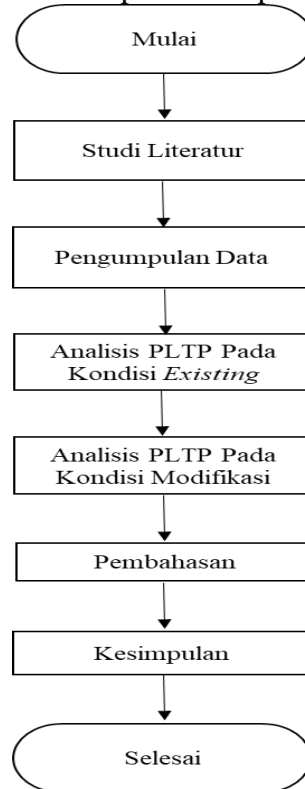 Mulai
Studi Literatur
Pengumpulan Data
Analisis PLTP Pada
Kondisi Existing
Analisis PLTP Pada
Kondisi Modifikasi
Pembahasan
Kesimpulan
Selesai